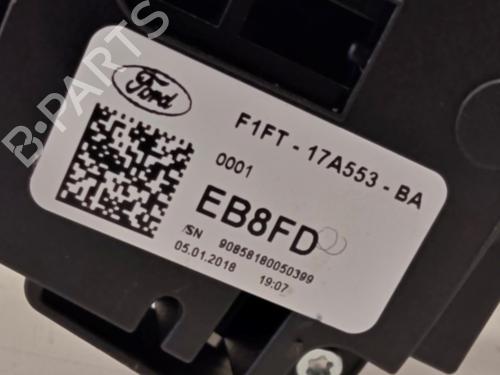 B-PARTS
Ford
F1FT - 17A553 - BA
0001
EB8FD
/SN 90858180050399
05.01.2018 19:07